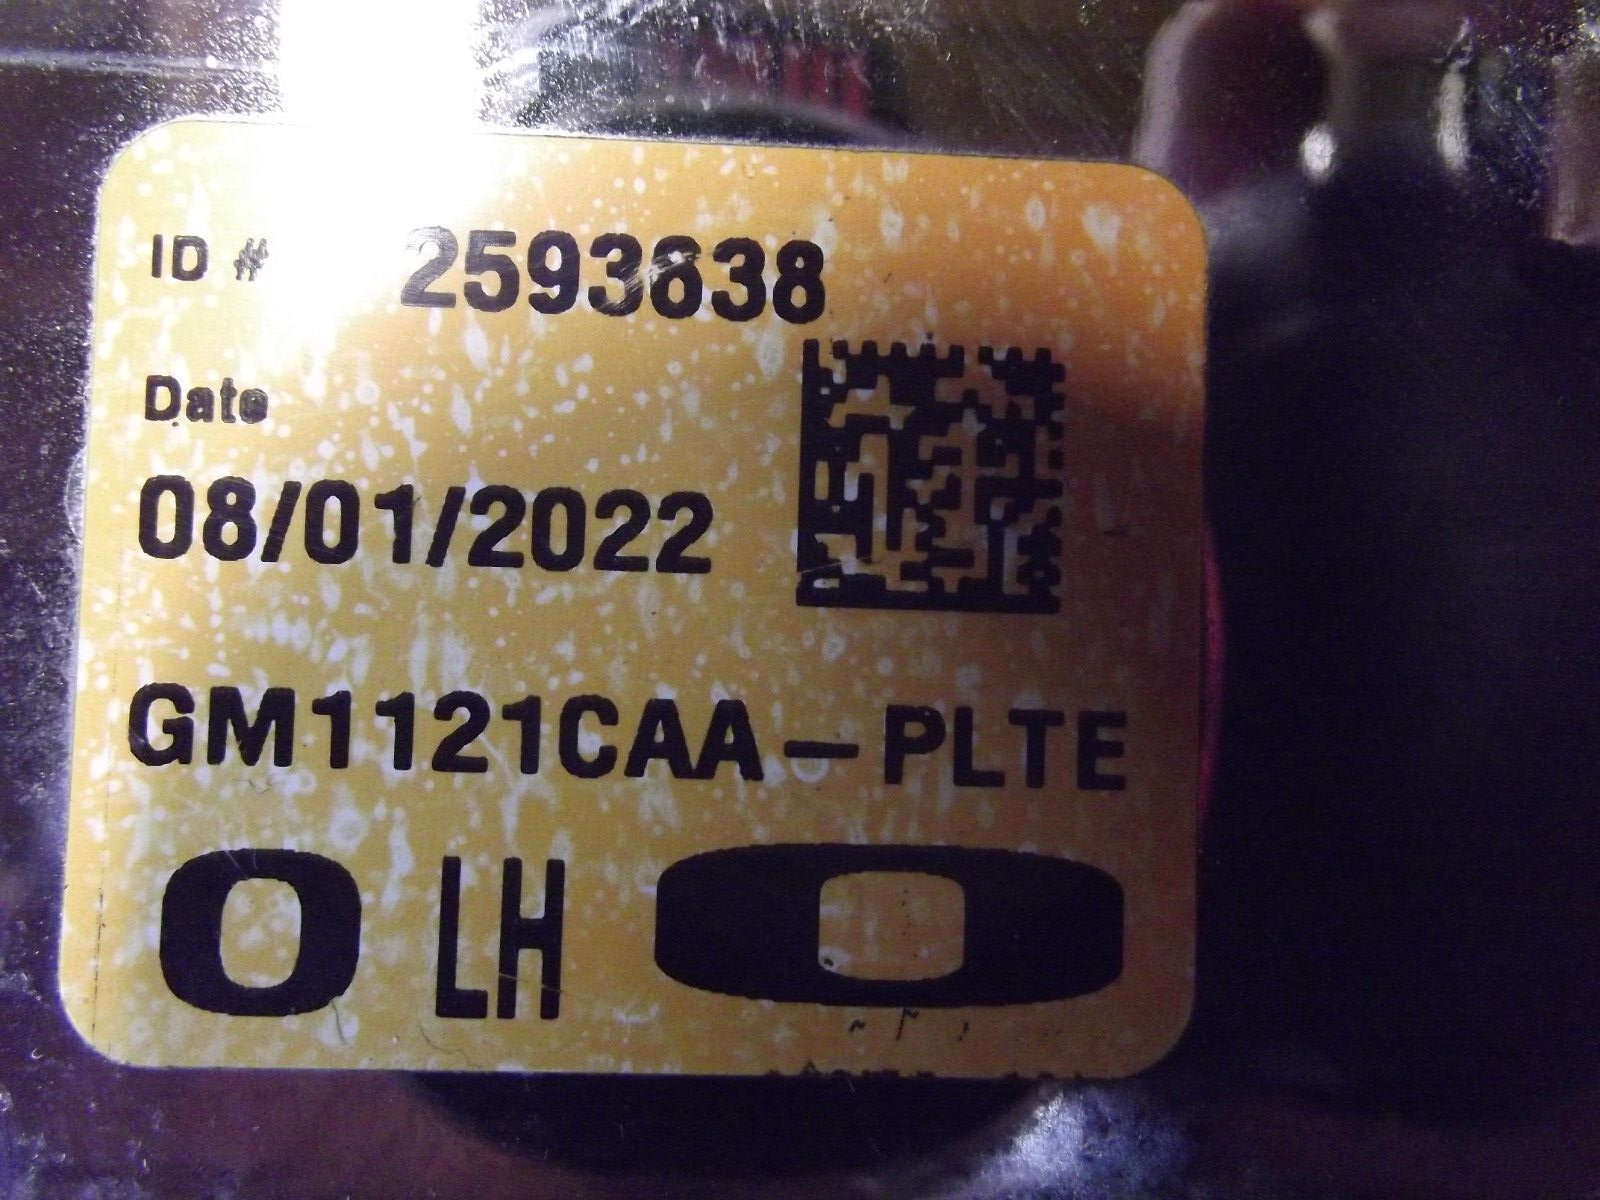 ID # 2593838
Date
08/01/2022
GM1121CAA-PLTE
O LH O